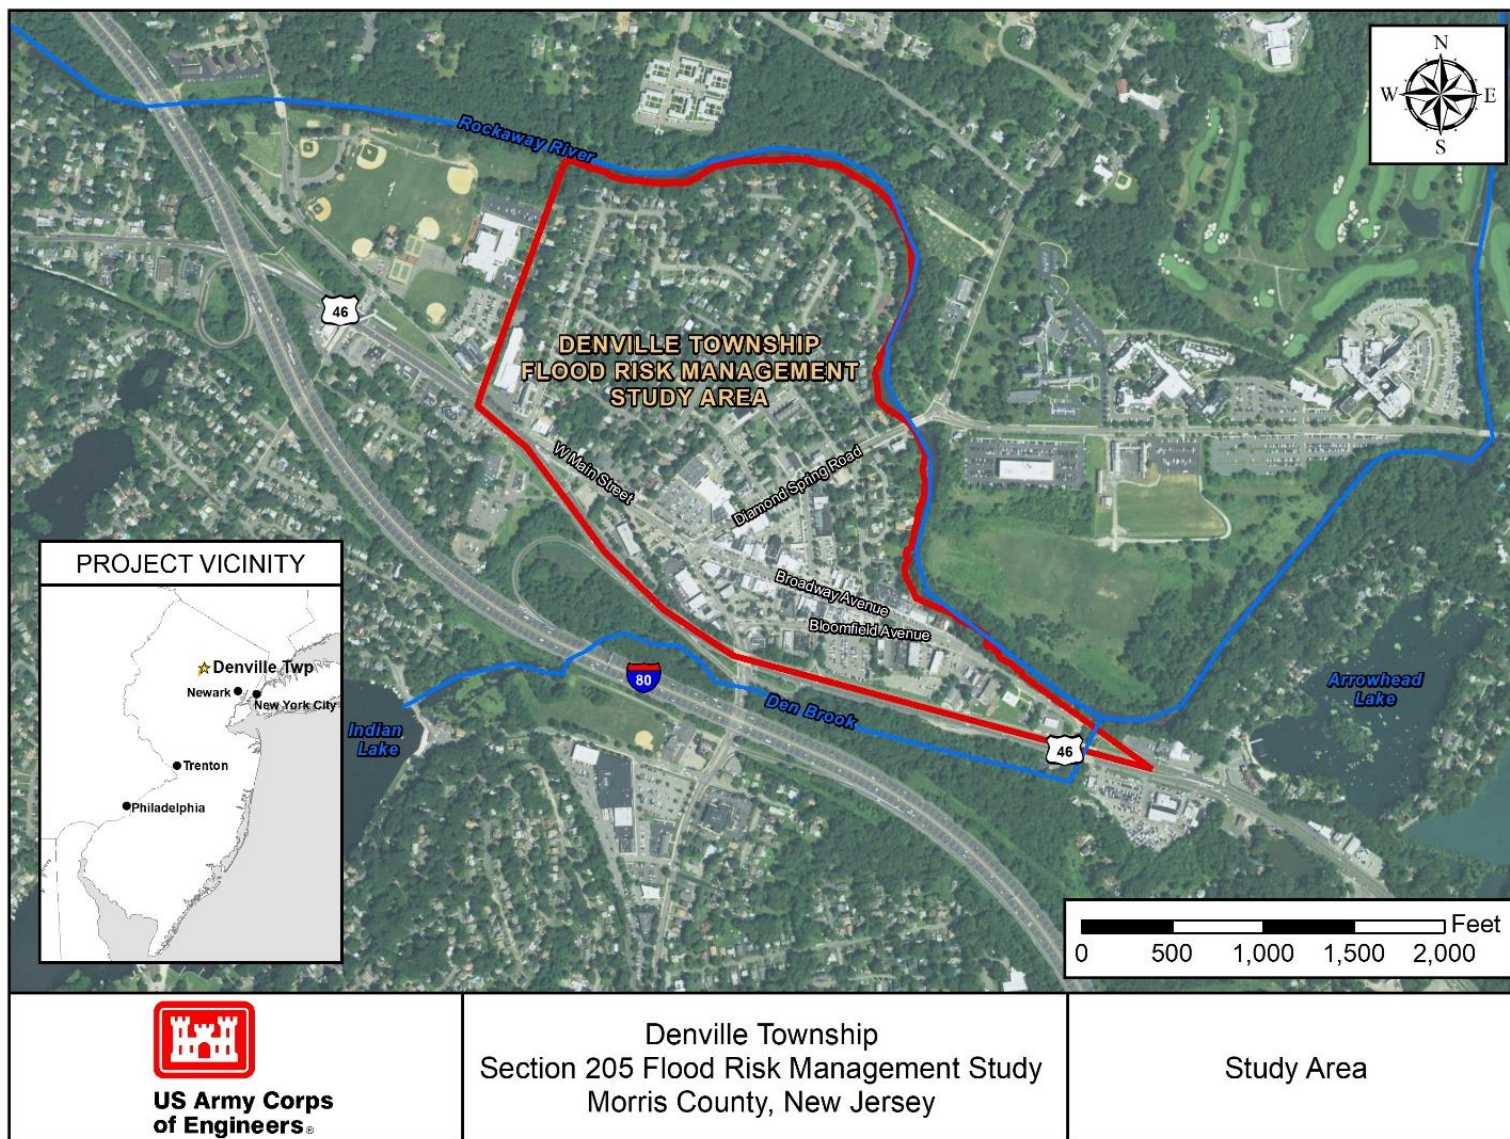 N
W
E
S
Rockaway River
46
DENVILLE TOWNSHIP
FLOOD RISK MANAGEMENT
STUDY AREA
W Main Street
Diamond Spring Road
Broadway Avenue
Bloomfield Avenue
80
Den Brook
Indian
Lake
Arrowhead
Lake
46
PROJECT VICINITY
Denville Twp
Newark
New York City
Trenton
Philadelphia
Feet
0 500 1,000 1,500 2,000
US Army Corps
of Engineers®
Denville Township
Section 205 Flood Risk Management Study
Morris County, New Jersey
Study Area